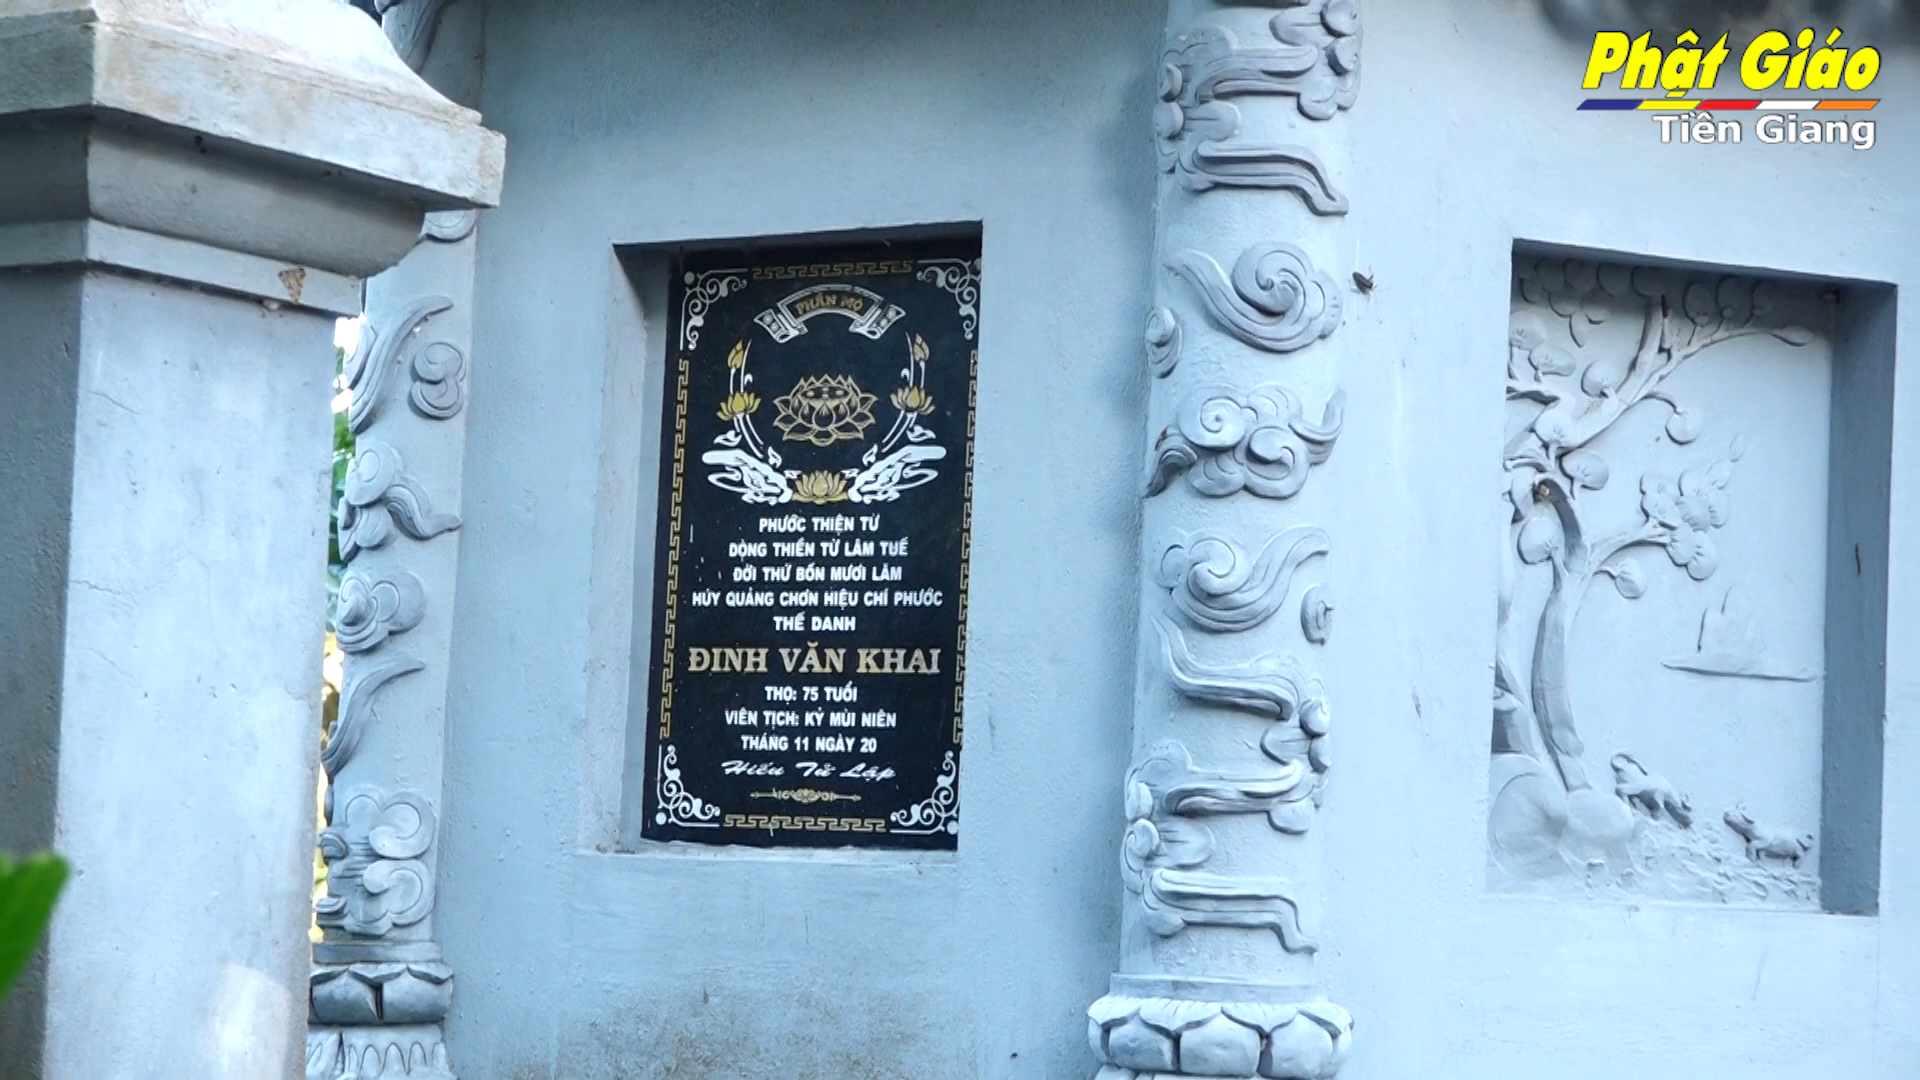 Phật Giáo
Tiền Giang
PHẦN MỘ
PHƯỚC THIỆN TỪ
DÒNG THIỀN TỪ LÂM TUẾ
ĐỜI THỨ BỐN MƯƠI LĂM
HÚY QUẢNG CHƠN HIỆU CHÍ PHƯỚC
THẾ DANH
ĐINH VĂN KHAI
THỌ: 75 TUỔI
VIÊN TỊCH: KỶ MÙI NIÊN
THÁNG 11 NGÀY 20
Hiếu Tử Lập